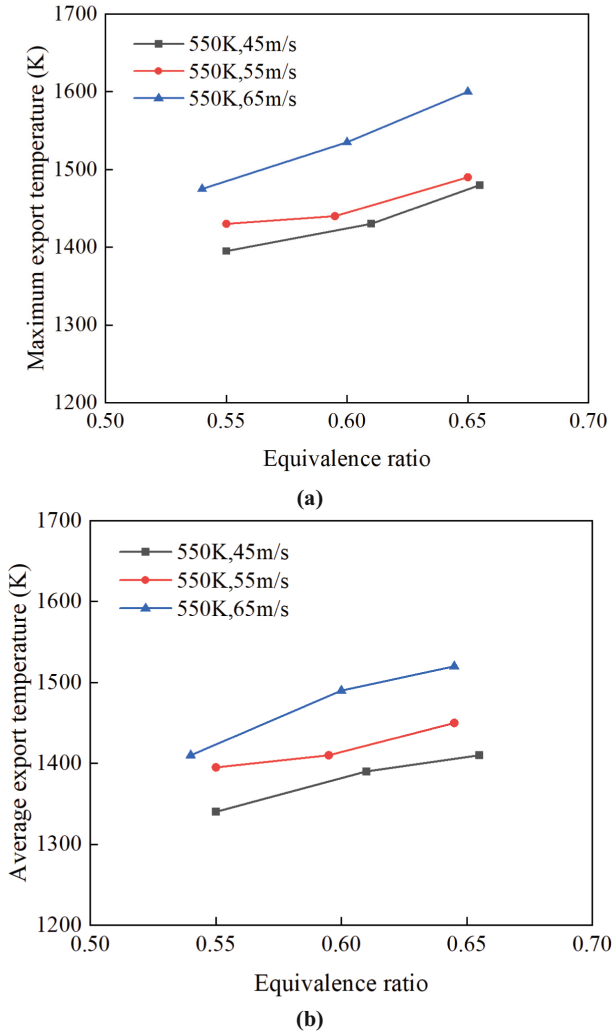 1700
1600
1500
1400
1300
1200
Maximum export temperature (K)
550K,45m/s
550K,55m/s
550K,65m/s
0.50 0.55 0.60 0.65 0.70
Equivalence ratio
(a)
1700
1600
1500
1400
1300
1200
Average export temperature (K)
550K,45m/s
550K,55m/s
550K,65m/s
0.50 0.55 0.60 0.65 0.70
Equivalence ratio
(b)